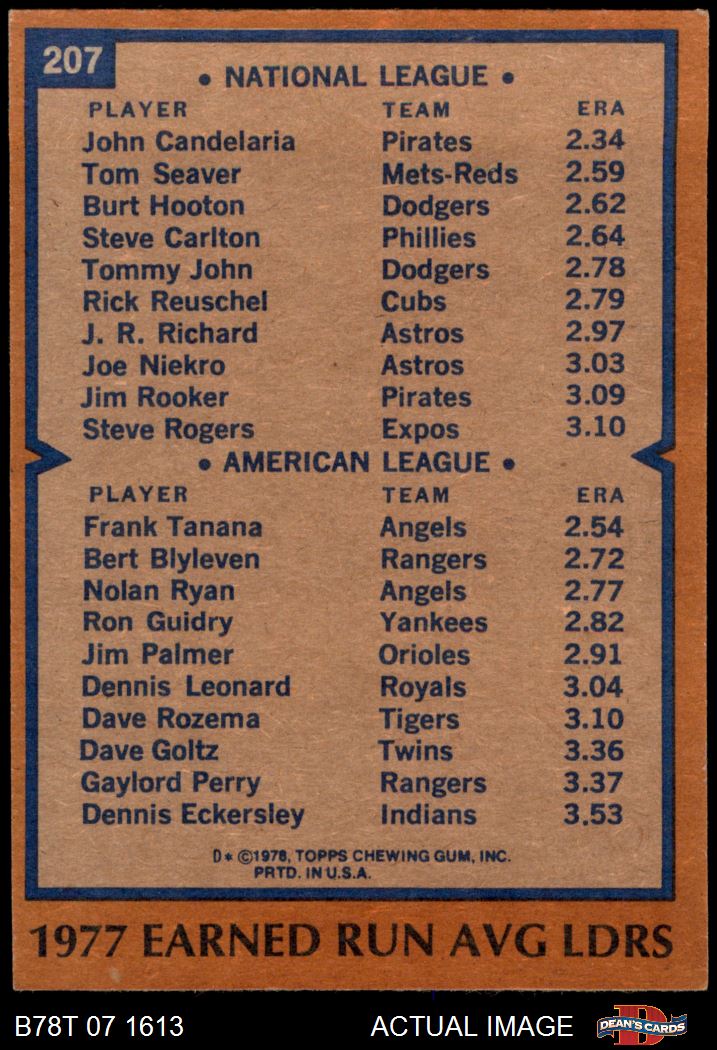 207
• NATIONAL LEAGUE •
PLAYER TEAM ERA
John Candelaria Pirates 2.34
Tom Seaver Mets-Reds 2.59
Burt Hooton Dodgers 2.62
Steve Carlton Phillies 2.64
Tommy John Dodgers 2.78
Rick Reuschel Cubs 2.79
J. R. Richard Astros 2.97
Joe Niekro Astros 3.03
Jim Rooker Pirates 3.09
Steve Rogers Expos 3.10
• AMERICAN LEAGUE •
PLAYER TEAM ERA
Frank Tanana Angels 2.54
Bert Blyleven Rangers 2.72
Nolan Ryan Angels 2.77
Ron Guidry Yankees 2.82
Jim Palmer Orioles 2.91
Dennis Leonard Royals 3.04
Dave Rozema Tigers 3.10
Dave Goltz Twins 3.36
Gaylord Perry Rangers 3.37
Dennis Eckersley Indians 3.53
D* ©1978, TOPPS CHEWING GUM, INC.
PRTD. IN U.S.A.
1977 EARNED RUN AVG LDRS
B78T 07 1613 ACTUAL IMAGE D DEAN'S CARDS